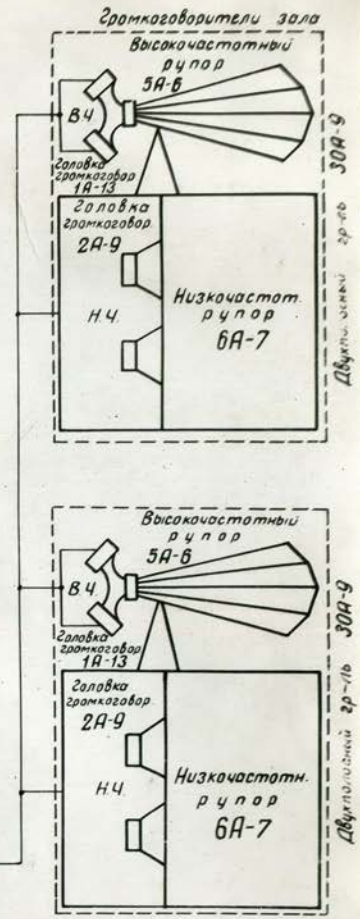 Громкоговорители зала
Высокочастотный
рупор
5А-6
В.Ч.
Головка
громкоговор
1А-13
Головка
громкоговор.
2А-9
Н.Ч.
Низкочастот.
рупор
6А-7
гр-ль 30А-9
Высокочастотный
рупор
5А-6
В.Ч.
Головка
громкоговор
1А-13
Головка
громкоговор.
2А-9
Н.Ч.
Низкочастотн.
рупор
6А-7
Двухполосный гр-ль 30А-9